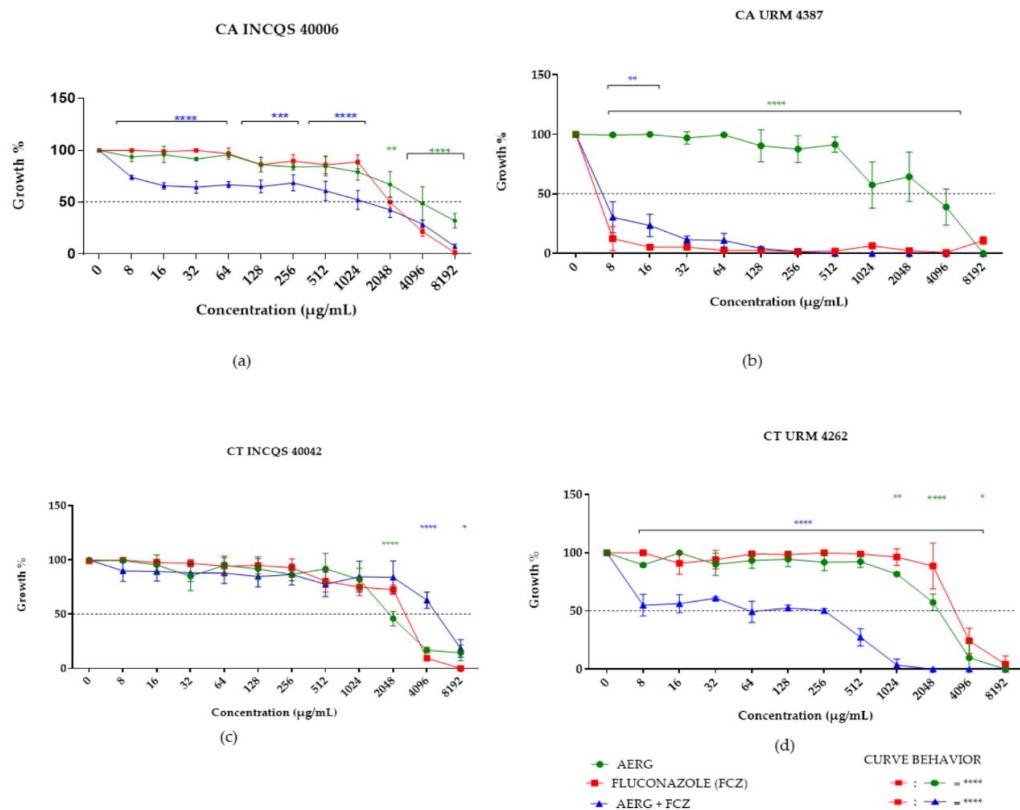 CA INCQS 40006
**** *** **** ** ****
150
100
50
0
Growth %
0 8 16 32 64 128 256 512 1024 2048 4096 8192
Concentration (µg/mL)
(a)
CA URM 4387
** ****
150
100
50
0
Growth %
0 8 16 32 64 128 256 512 1024 2048 4096 8192
Concentration (µg/mL)
(b)
CT INCQS 40042
**** **** *
150
100
50
0
Growth %
0 8 16 32 64 128 256 512 1024 2048 4096 8192
Concentration (µg/mL)
(c)
CT URM 4262
**** ** **** *
150
100
50
0
Growth %
0 8 16 32 64 128 256 512 1024 2048 4096 8192
Concentration (µg/mL)
(d)
AERG
FLUCONAZOLE (FCZ)
AERG + FCZ
CURVE BEHAVIOR
: = ****
: = ****